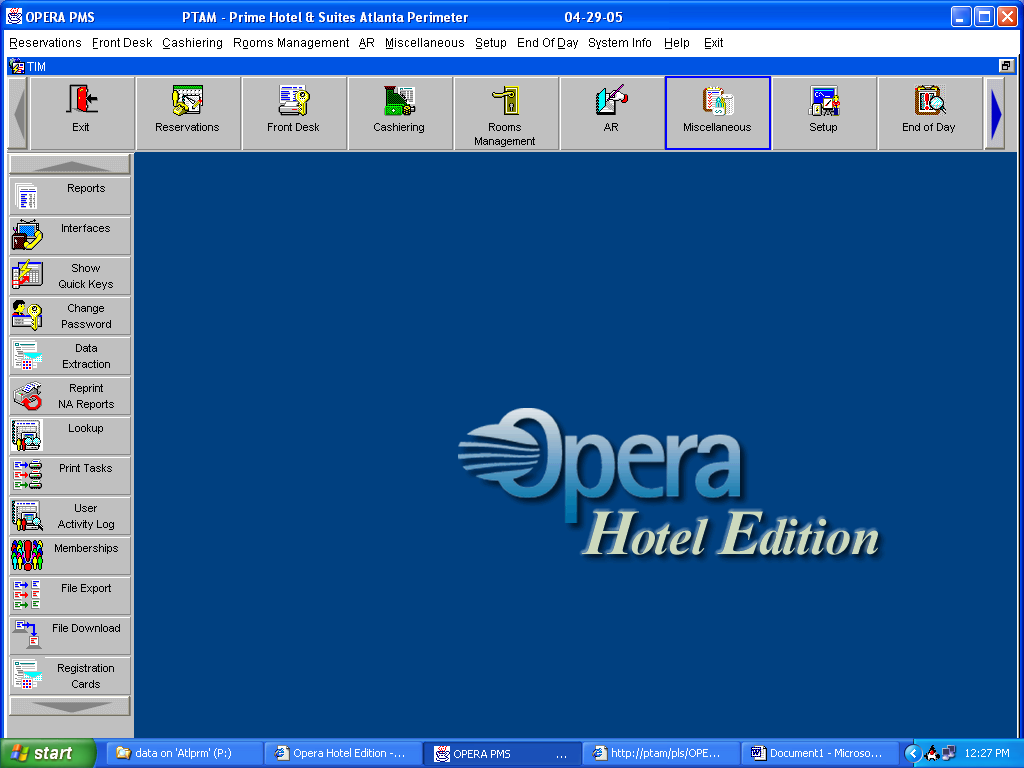 OPERA PMS PTAM - Prime Hotel & Suites Atlanta Perimeter 04-29-05
Reservations Front Desk Cashiering Rooms Management AR Miscellaneous Setup End Of Day System Info Help Exit
TIM
Exit Reservations Front Desk Cashiering Rooms Management AR Miscellaneous Setup End of Day
Reports
Interfaces
Show
Quick Keys
Change
Password
Data
Extraction
Reprint
NA Reports
Lookup
Print Tasks
User
Activity Log
Memberships
File Export
File Download
Registration
Cards
Opera
Hotel Edition
start data on 'Atlprm' (P:) Opera Hotel Edition -... OPERA PMS ... http://ptam/pls/OPE... Document1 - Microso... 12:27 PM